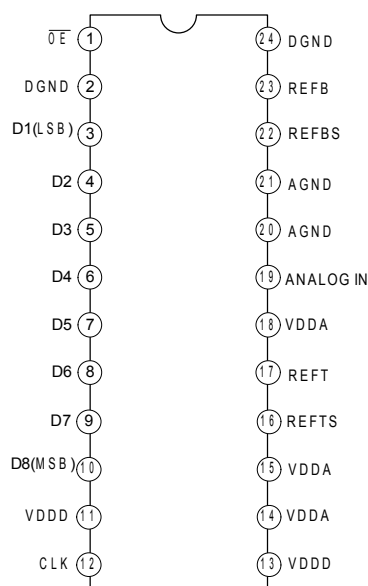 OE 1 24 DGND
DGND 2 23 REFB
D1(LSB) 3 22 REFBS
D2 4 21 AGND
D3 5 20 AGND
D4 6 19 ANALOG IN
D5 7 18 VDDA
D6 8 17 REFT
D7 9 16 REFTS
D8(MSB) 10 15 VDDA
VDDD 11 14 VDDA
CLK 12 13 VDDD